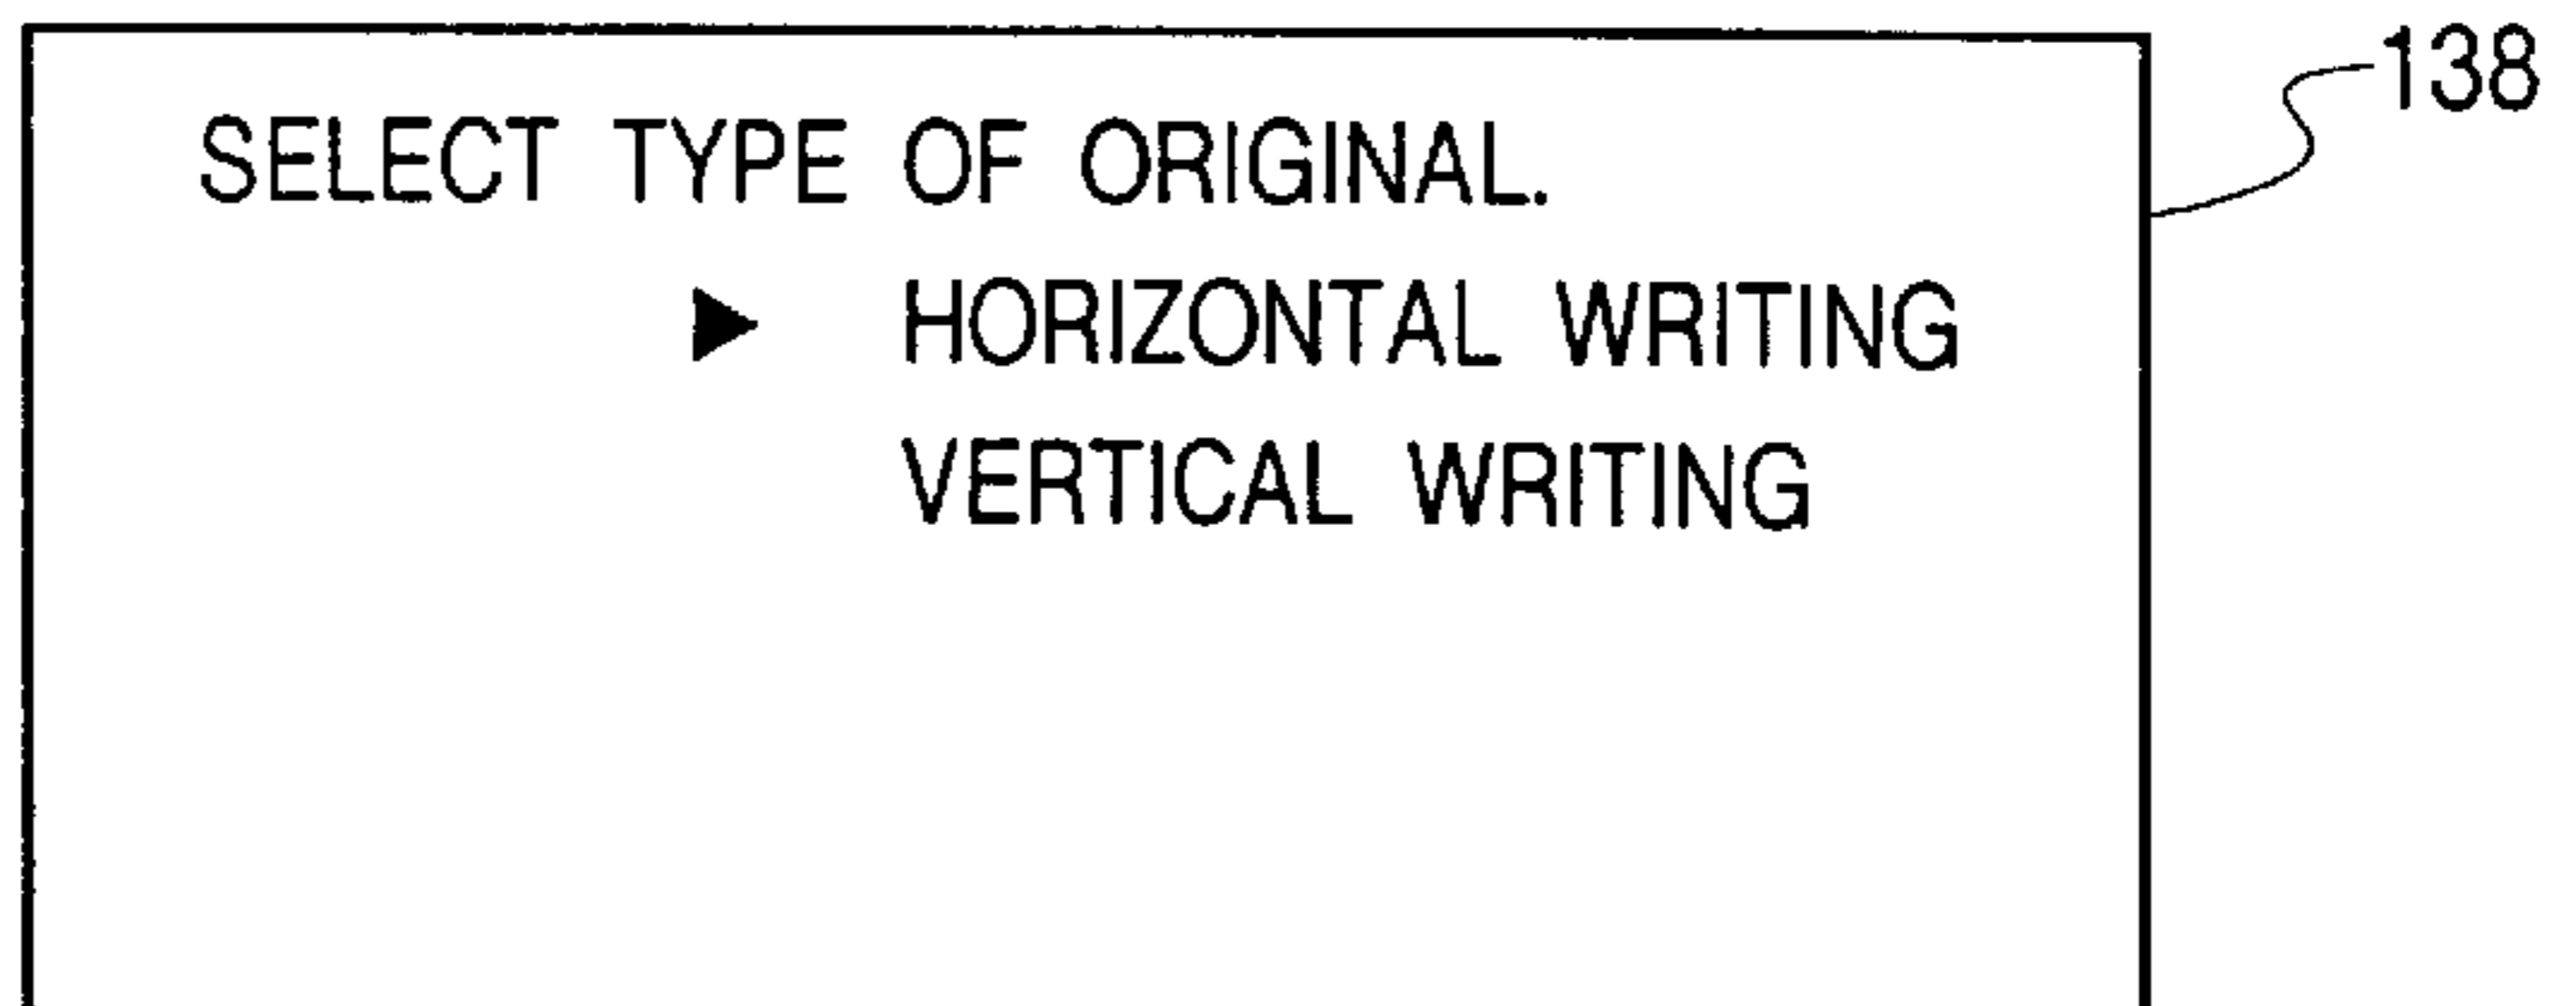 138
SELECT TYPE OF ORIGINAL.
▶ HORIZONTAL WRITING
VERTICAL WRITING